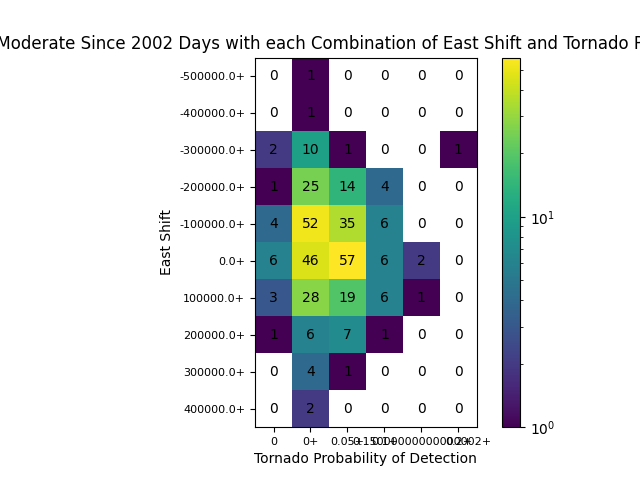 Moderate Since 2002 Days with each Combination of East Shift and Tornado
-500000.0+ 0 1 0 0 0 0
-400000.0+ 0 1 0 0 0 0
-300000.0+ 2 10 1 0 0 1
-200000.0+ 1 25 14 4 0 0
-100000.0+ 4 52 35 6 0 0
0.0+ 6 46 57 6 2 0
100000.0+ 3 28 19 6 1 0
200000.0+ 1 6 7 1 0 0
300000.0+ 0 4 1 0 0 0
400000.0+ 0 2 0 0 0 0
0 0+ 0.05+
East Shift
Tornado Probability of Detection
10¹
10⁰